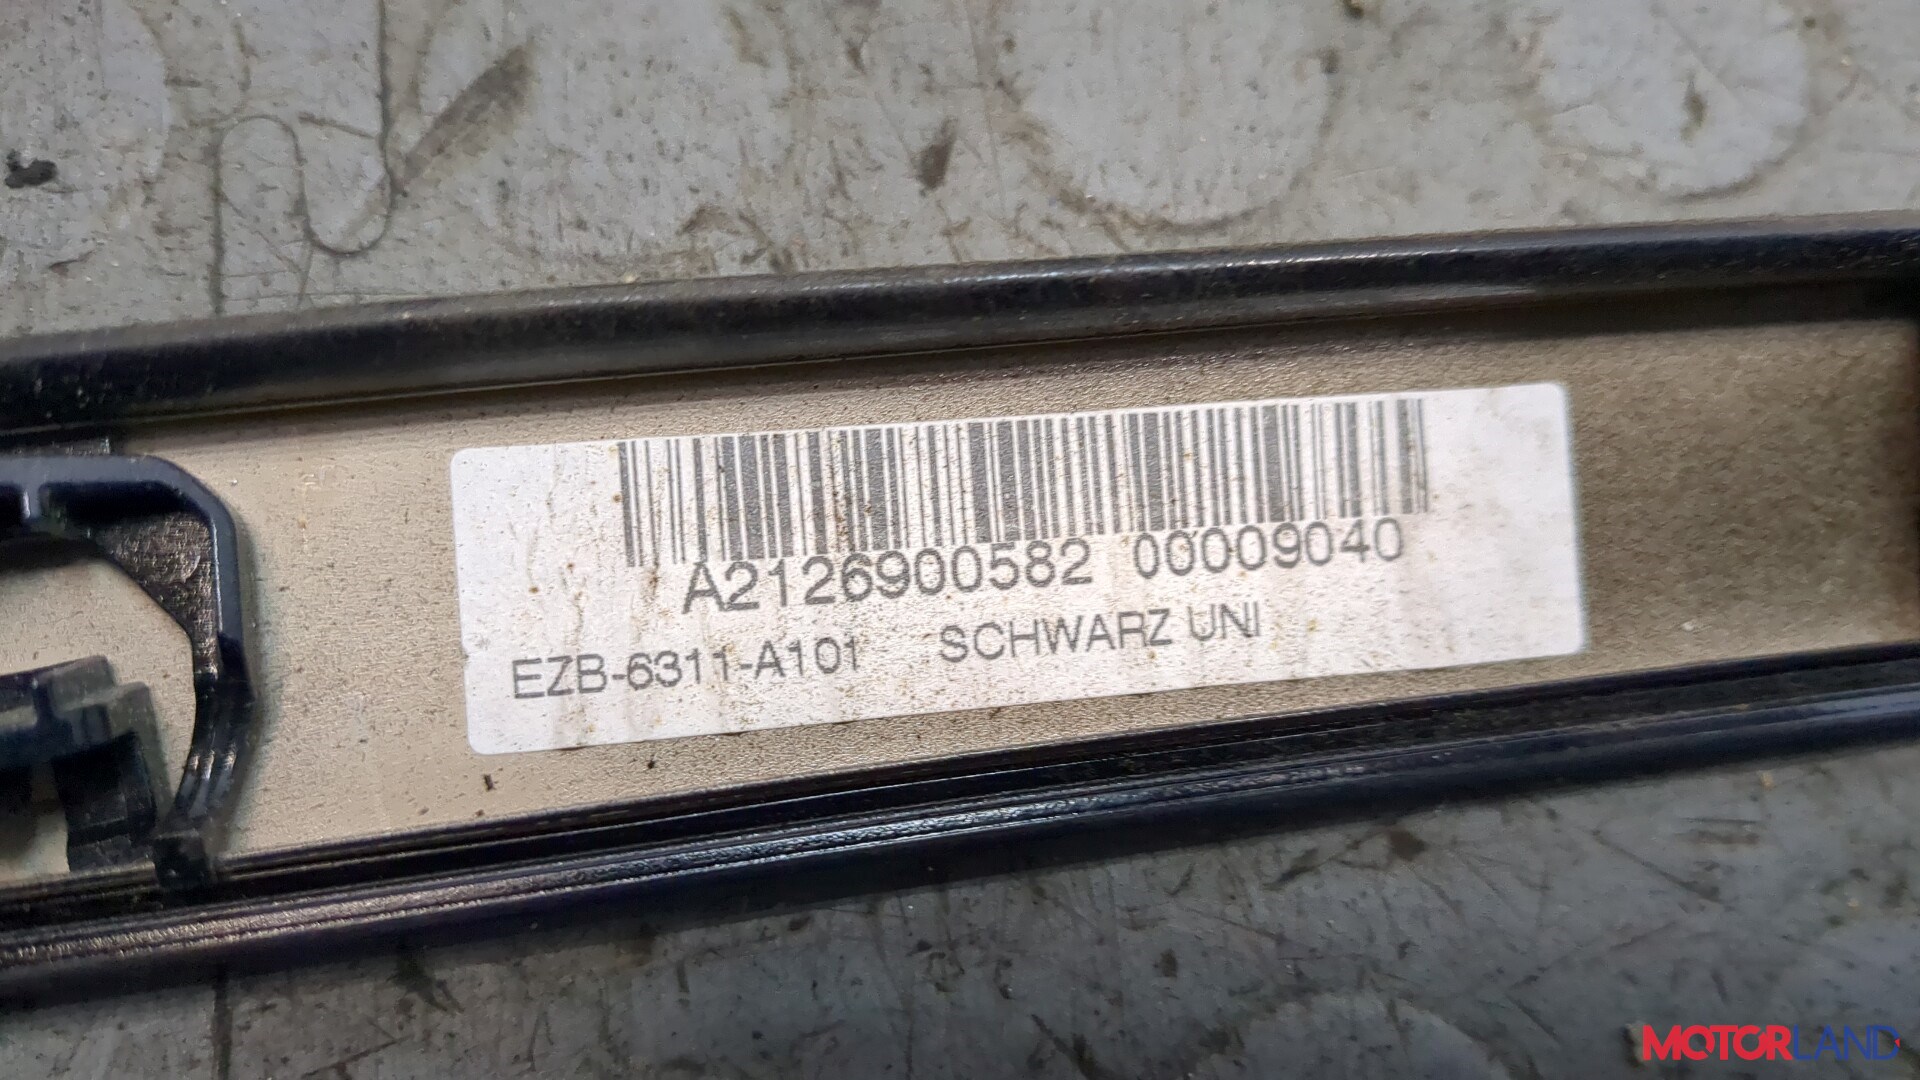 A2126900582 00009040
EZB-6311-A101 SCHWARZ UNI
MOTORLAND